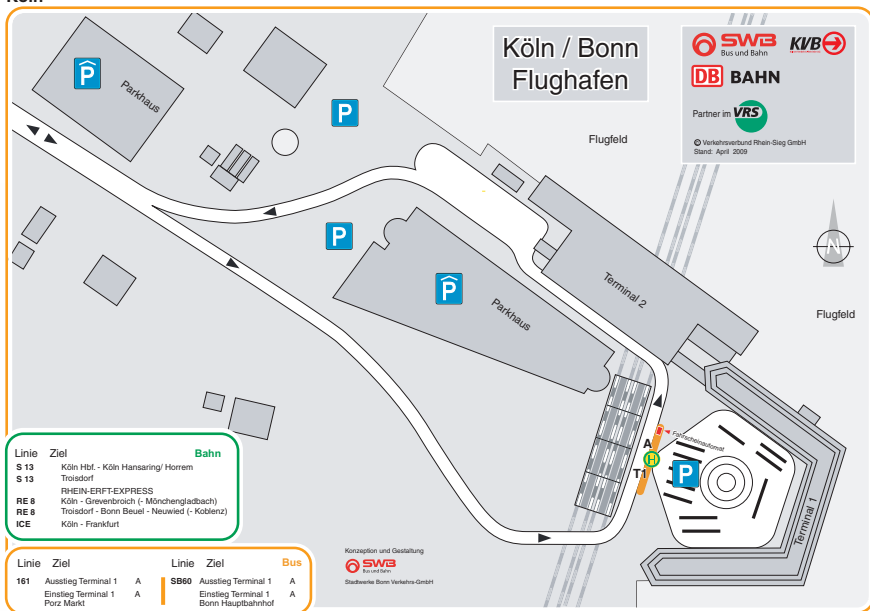 Köln
Köln / Bonn
Flughafen
SWB
Bus und Bahn
KVB
DB BAHN
Partner im VRS
© Verkehrsverbund Rhein-Sieg GmbH
Stand: April 2009
P
Parkhaus
P
Flugfeld
P
N
P
Parkhaus
Terminal 2
Flugfeld
Fahrscheinautomat
A
H
T1
P
Terminal 1
Linie Ziel Bahn
S 13 Köln Hbf. - Köln Hansaring/ Horrem
S 13 Troisdorf
RHEIN-ERFT-EXPRESS
RE 8 Köln - Grevenbroich (- Mönchengladbach)
RE 8 Troisdorf - Bonn Beuel - Neuwied (- Koblenz)
ICE Köln - Frankfurt
Linie Ziel Linie Ziel Bus
161 Ausstieg Terminal 1 A SB60 Ausstieg Terminal 1 A
Einstieg Terminal 1 A Einstieg Terminal 1 A
Porz Markt Bonn Hauptbahnhof
Konzeption und Gestaltung
SWB
Bus und Bahn
Stadtwerke Bonn Verkehrs-GmbH